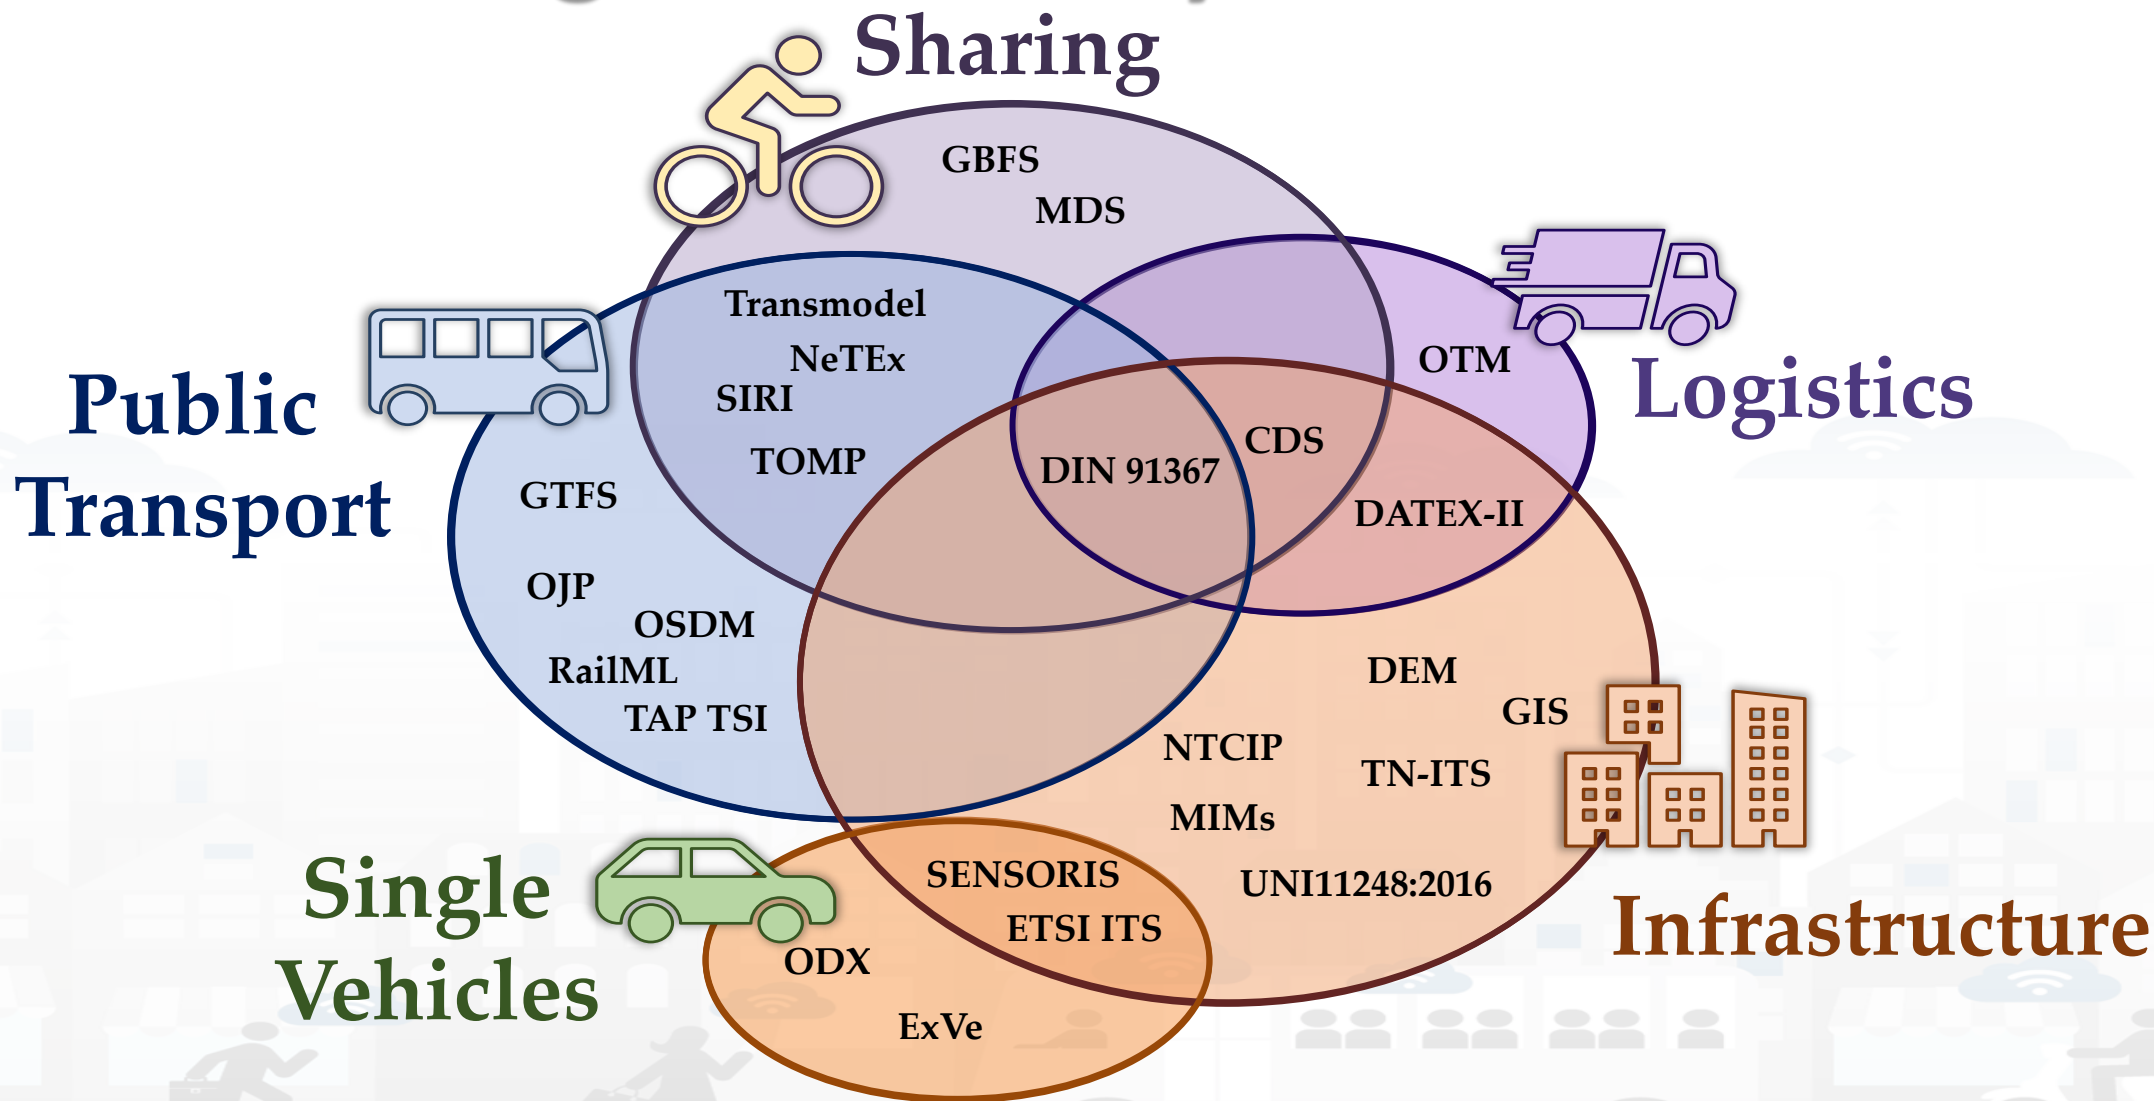 Sharing
GBFS
MDS
Transmodel
NeTEx
SIRI
TOMP
OTM
Logistics
Public
Transport
CDS
DIN 91367
DATEX-II
GTFS
OJP
OSDM
RailML
TAP TSI
DEM
GIS
NTCIP
TN-ITS
MIMs
UNI11248:2016
SENSORIS
ETSI ITS
ODX
ExVe
Single
Vehicles
Infrastructure